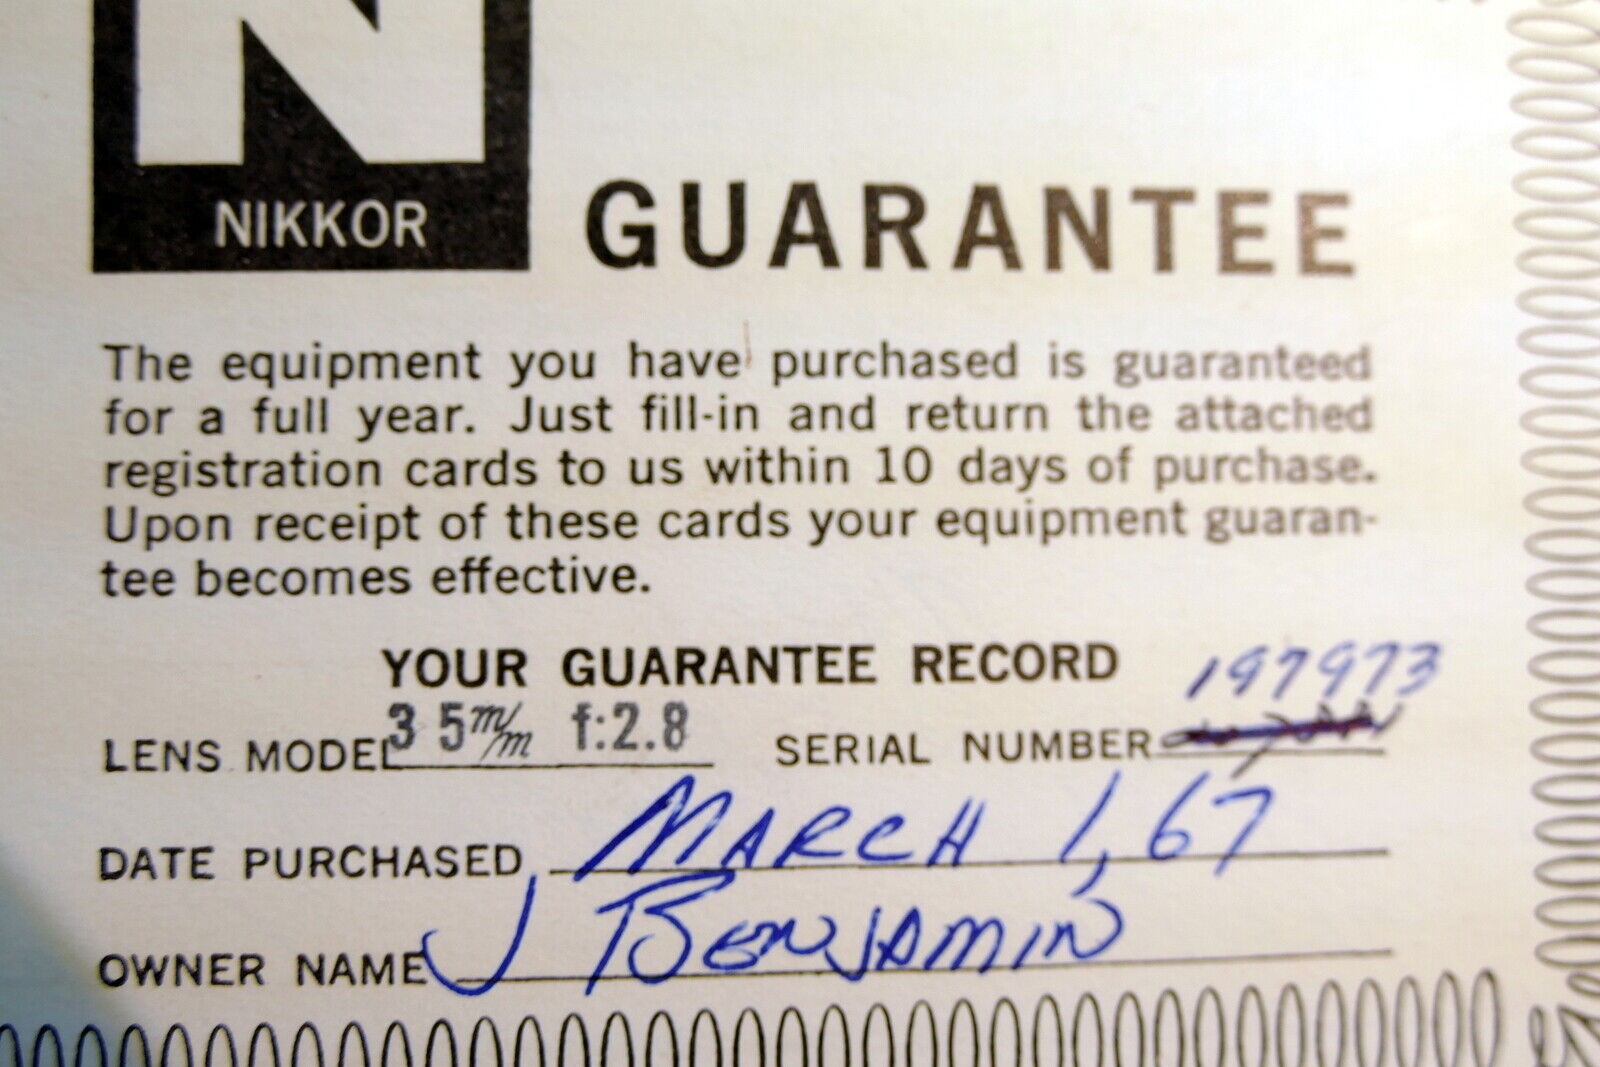 NIKKOR
GUARANTEE
The equipment you have purchased is guaranteed
for a full year. Just fill-in and return the attached
registration cards to us within 10 days of purchase.
Upon receipt of these cards your equipment guaran-
tee becomes effective.
YOUR GUARANTEE RECORD
197973
LENS MODEL 35m/m f:2.8 SERIAL NUMBER
DATE PURCHASED MARCH 1, 67
OWNER NAME J BENJAMIN